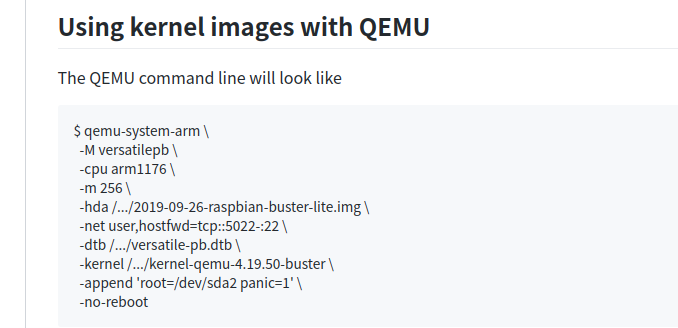 Using kernel images with QEMU
The QEMU command line will look like
$ qemu-system-arm \
-M versatilepb \
-cpu arm1176 \
-m 256 \
-hda /.../2019-09-26-raspbian-buster-lite.img \
-net user,hostfwd=tcp::5022-:22 \
-dtb /.../versatile-pb.dtb \
-kernel /.../kernel-qemu-4.19.50-buster \
-append 'root=/dev/sda2 panic=1' \
-no-reboot